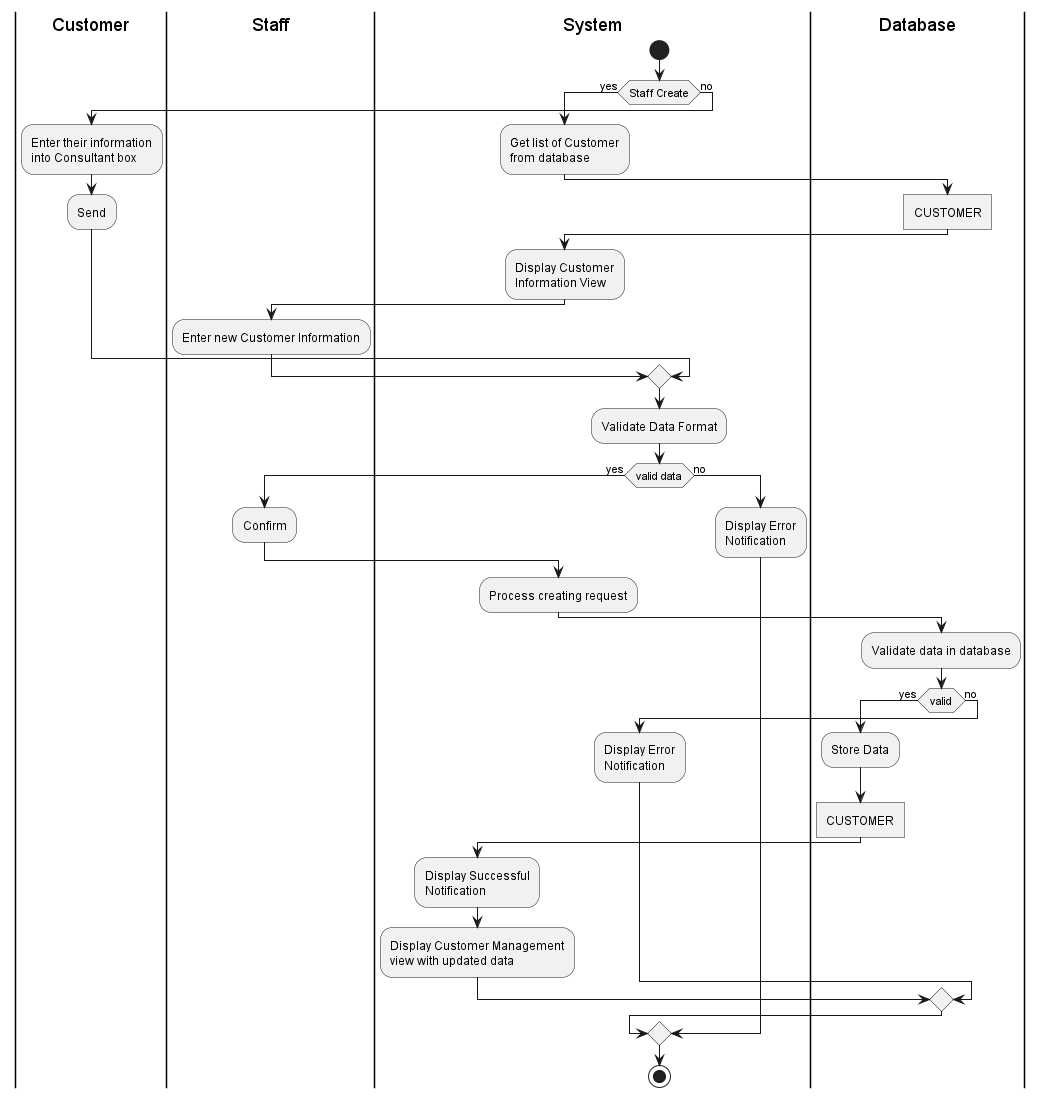 Customer
Staff
System
Database
yes
Staff Create
no
Enter their information
into Consultant box
Get list of Customer
from database
Send
CUSTOMER
Display Customer
Information View
Enter new Customer Information
Validate Data Format
yes
valid data
no
Confirm
Display Error
Notification
Process creating request
Validate data in database
yes
valid
no
Display Error
Notification
Store Data
CUSTOMER
Display Successful
Notification
Display Customer Management
view with updated data